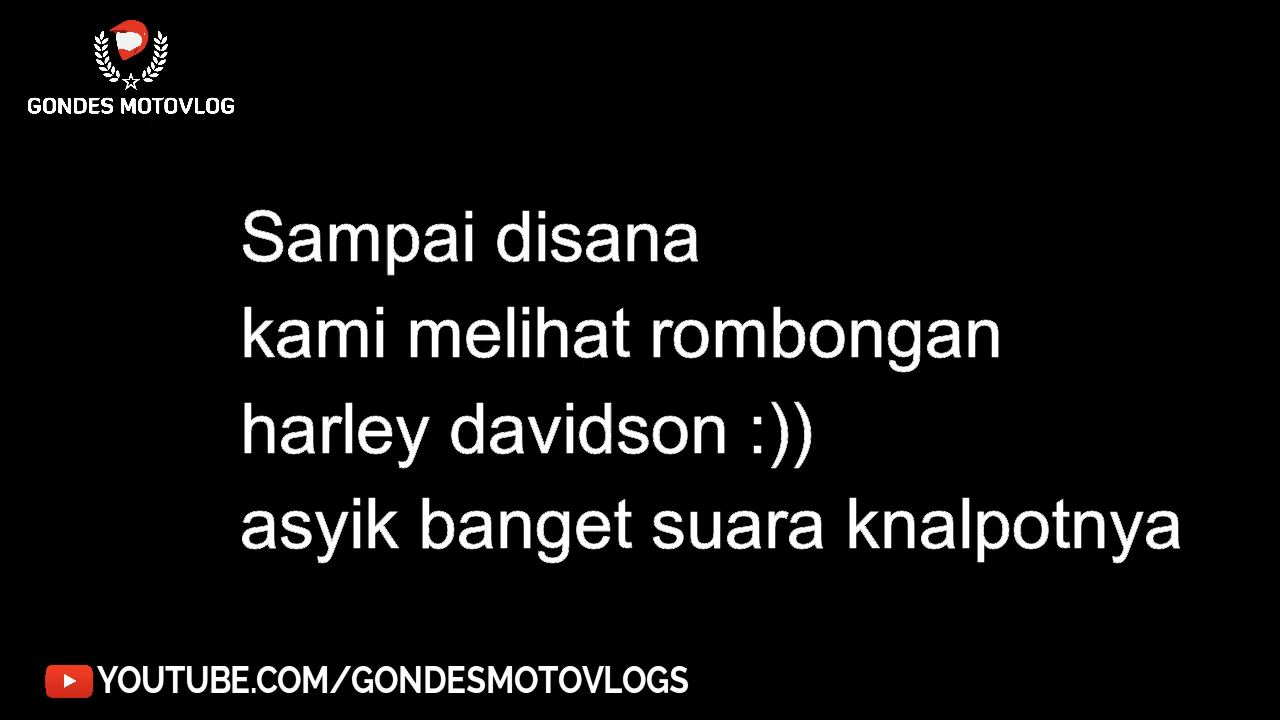 GONDES MOTOVLOG
Sampai disana
kami melihat rombongan
harley davidson :))
asyik banget suara knalpotnya
YOUTUBE.COM/GONDESMOTOVLOGS